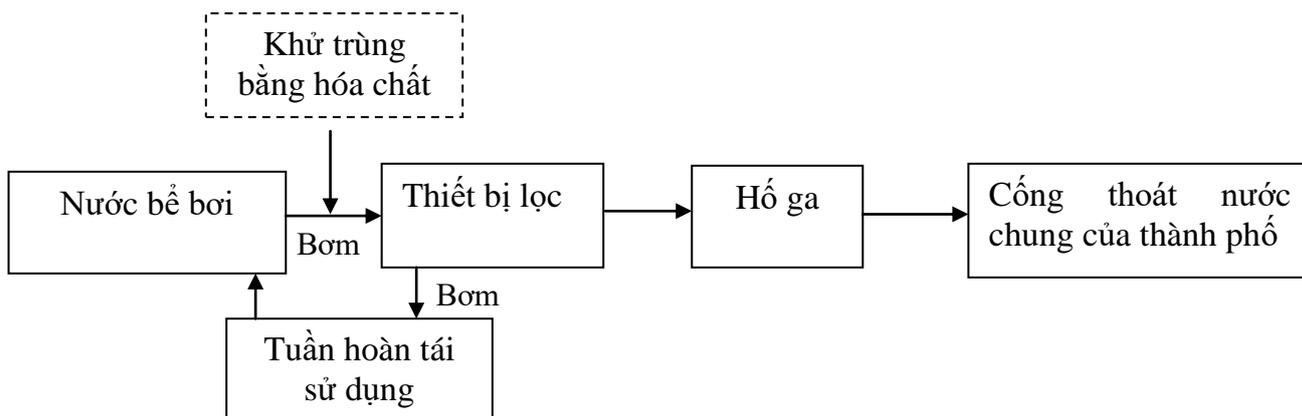 Khử trùng
bằng hóa chất
Nước bể bơi
Bơm
Thiết bị lọc
Hố ga
Cống thoát nước
chung của thành phố
Bơm
Tuần hoàn tái
sử dụng